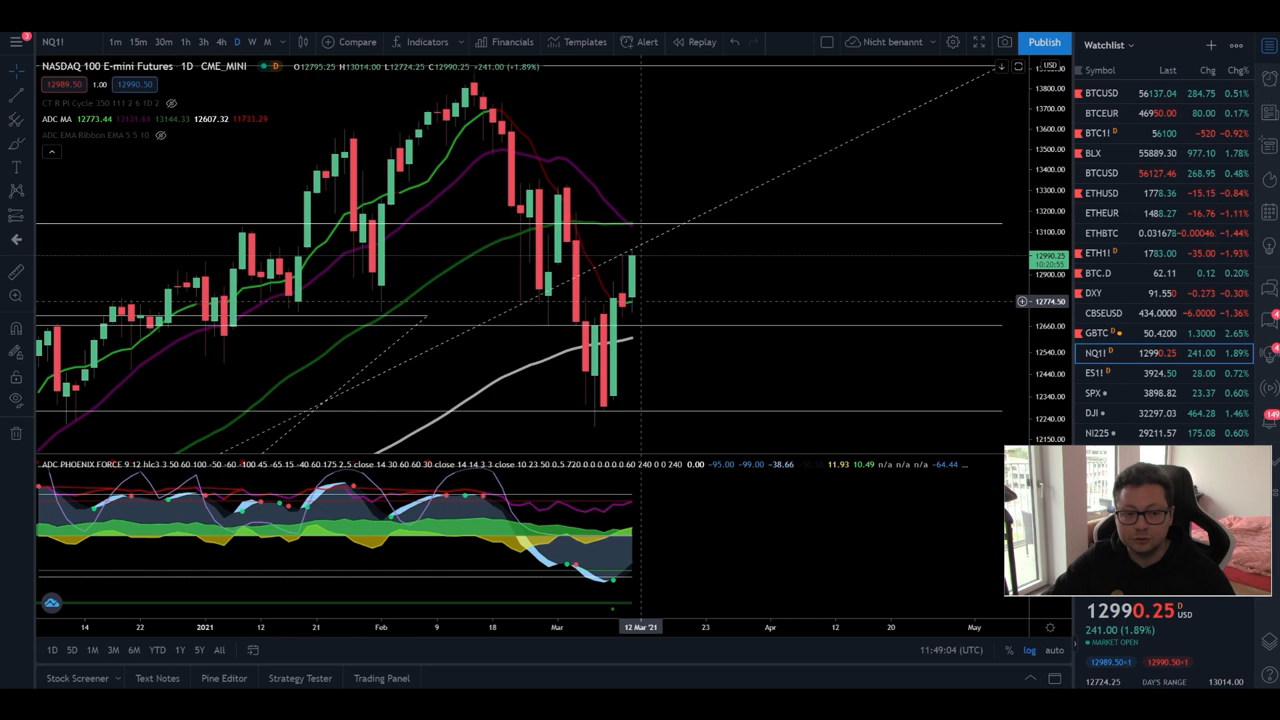 3
NQ1!
1m 15m 30m 1h 3h 4h D W M
Compare
Indicators
Financials
Templates
Alert
Replay
Nicht benannt
Publish
NASDAQ 100 E-mini Futures · 1D · CME_MINI
D
O12795.25 H13014.00 L12724.25 C12990.25 +241.00 (+1.89%)
12989.50 1.00 12990.50
CT R PI Cycle 350 111 2 6 1D 2
ADC MA 12773.44 13131.61 13144.33 12607.32 11733.29
ADC EMA Ribbon EMA 5 5 10
USD
13800.00
13700.00
13600.00
13500.00
13400.00
13300.00
13200.00
13100.00
12990.25
10:20:55
12900.00
12774.50
12660.00
12540.00
12440.00
12340.00
12240.00
12150.00
ADC PHOENIX FORCE 9 12 hlc3 3 50 60 100 -50 -60 -100 45 -65 15 -40 60 175 2.5 close 14 30 60 60 30 close 14 14 3 3 close 10 23 50 0.5 720 0 0 0 0 0 0 60 240 0 0 240 0.00 −95.00 −99.00 −38.66 11.93 10.49 n/a n/a n/a −64.44 ...
14 22 2021 12 21 Feb 9 18 Mar 12 Mar '21 23 Apr 12 20 May
1D 5D 1M 3M 6M YTD 1Y 5Y All
11:49:04 (UTC)
% log auto
Stock Screener
Text Notes
Pine Editor
Strategy Tester
Trading Panel
Watchlist
Symbol Last Chg Chg%
BTCUSD 56137.04 284.75 0.51%
BTCEUR 46950.00 80.00 0.17%
BTC1! D 56100 −520 −0.92%
BLX 55889.30 977.10 1.78%
BTCUSD 56127.46 268.95 0.48%
ETHUSD 1778.36 −15.15 −0.84%
ETHEUR 1488.27 −16.76 −1.11%
ETHBTC 0.031678 −0.00046 −1.44%
ETH1! D 1783.00 −35.00 −1.93%
BTC.D 62.11 0.12 0.20%
DXY 91.550 −0.273 −0.30%
CBSEUSD 434.0000 −6.0000 −1.36%
GBTC D 50.4200 1.3000 2.65%
NQ1! D 12990.25 241.00 1.89%
ES1! D 3924.50 28.00 0.72%
SPX 3898.82 23.37 0.60%
DJI 32297.03 464.28 1.46%
NI225 29211.57 175.08 0.60%
149
12990.25 D USD
241.00 (1.89%)
MARKET OPEN
12989.50×1 12990.50×1
12724.25 DAY'S RANGE 13014.00